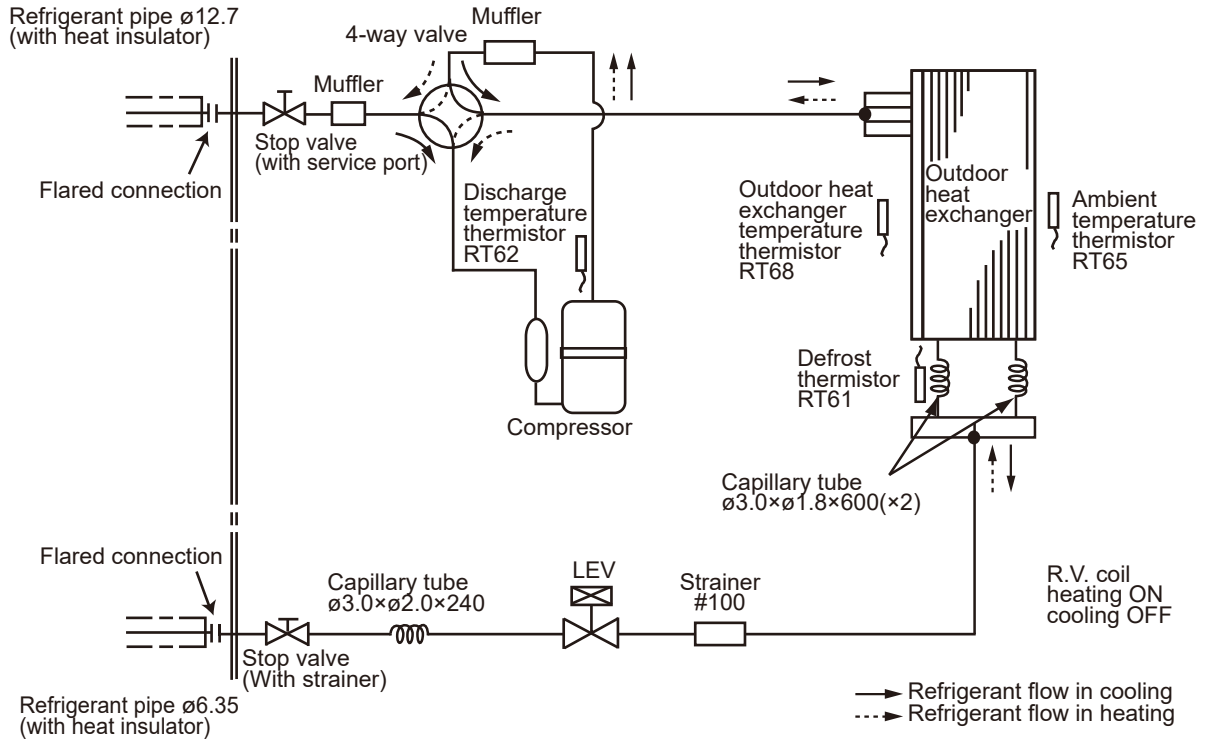 Refrigerant pipe ø12.7
(with heat insulator)
Muffler
4-way valve
Muffler
Stop valve
(with service port)
Flared connection
Discharge
temperature
thermistor
RT62
Outdoor heat
exchanger
temperature
thermistor
RT68
Outdoor
heat
exchanger
Ambient
temperature
thermistor
RT65
Defrost
thermistor
RT61
Compressor
Capillary tube
ø3.0×ø1.8×600(×2)
Flared connection
Capillary tube
ø3.0×ø2.0×240
LEV
Strainer
#100
R.V. coil
heating ON
cooling OFF
Stop valve
(With strainer)
Refrigerant pipe ø6.35
(with heat insulator)
Refrigerant flow in cooling
Refrigerant flow in heating